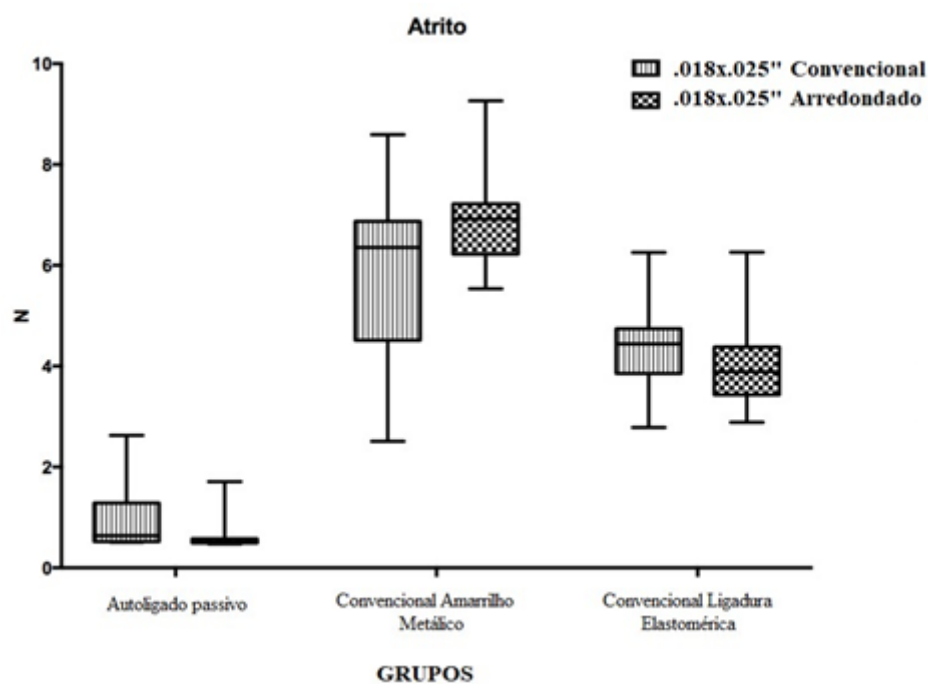 Atrito
.018x.025" Convencional
.018x.025" Arredondado
10
8
6
4
2
0
N
Autoligado passivo
Convencional Amarrilho
Metálico
Convencional Ligadura
Elastomérica
GRUPOS